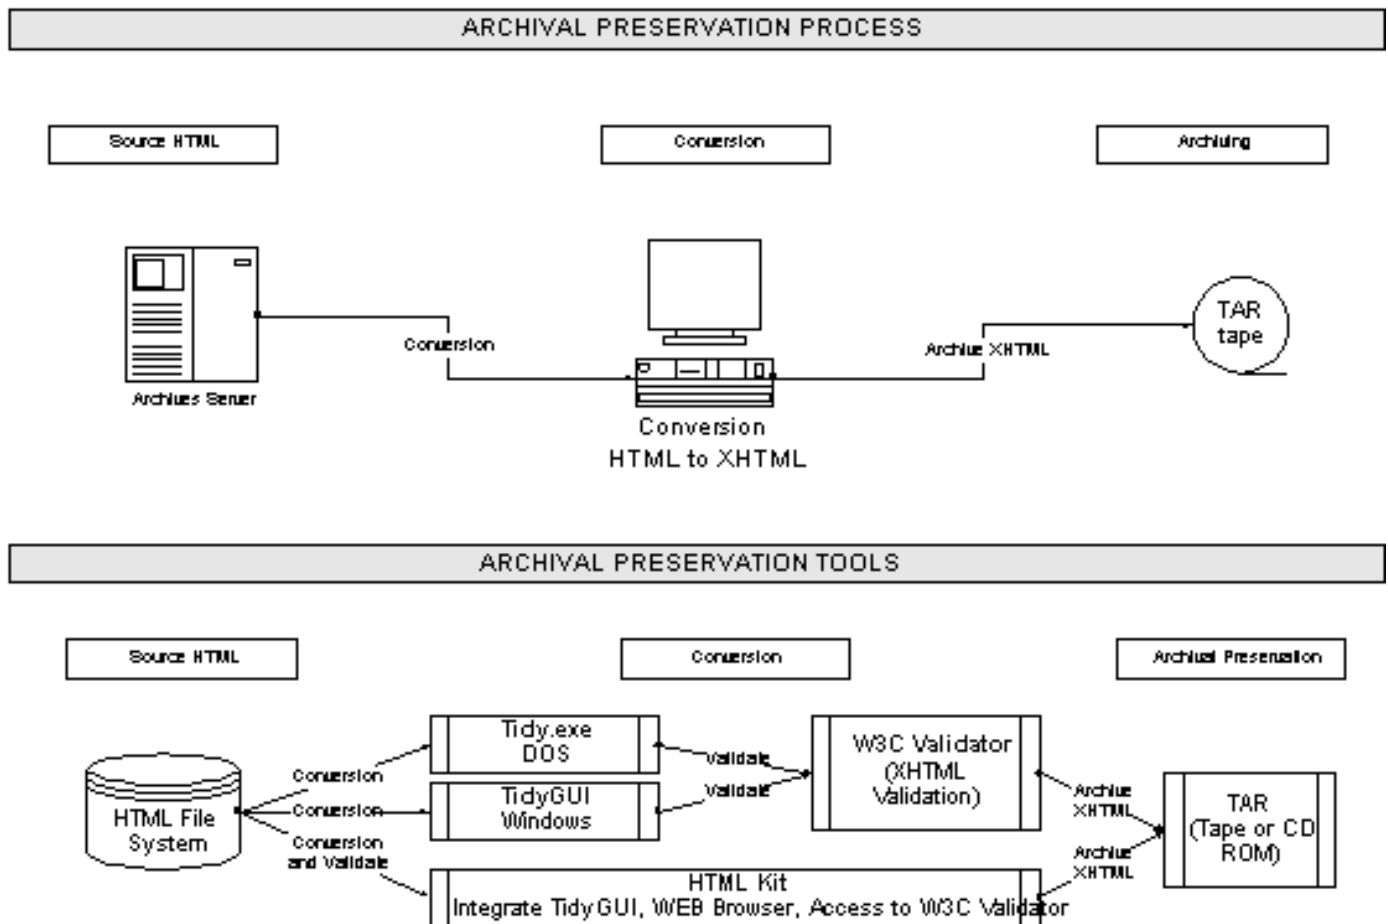 ARCHIVAL PRESERVATION PROCESS
Source HTML
Conversion
Archiving
Conversion
Archive XHTML
TAR
tape
Archives Server
Conversion
HTML to XHTML
ARCHIVAL PRESERVATION TOOLS
Source HTML
Conversion
Archival Preservation
Tidy.exe
DOS
TidyGUI
Windows
W3C Validator
(XHTML
Validation)
HTML File
System
Conversion
Conversion
Conversion
and Validate
Validate
Validate
Archive
XHTML
Archive
XHTML
TAR
(Tape or CD
ROM)
HTML Kit
Integrate TidyGUI, WEB Browser, Access to W3C Validator